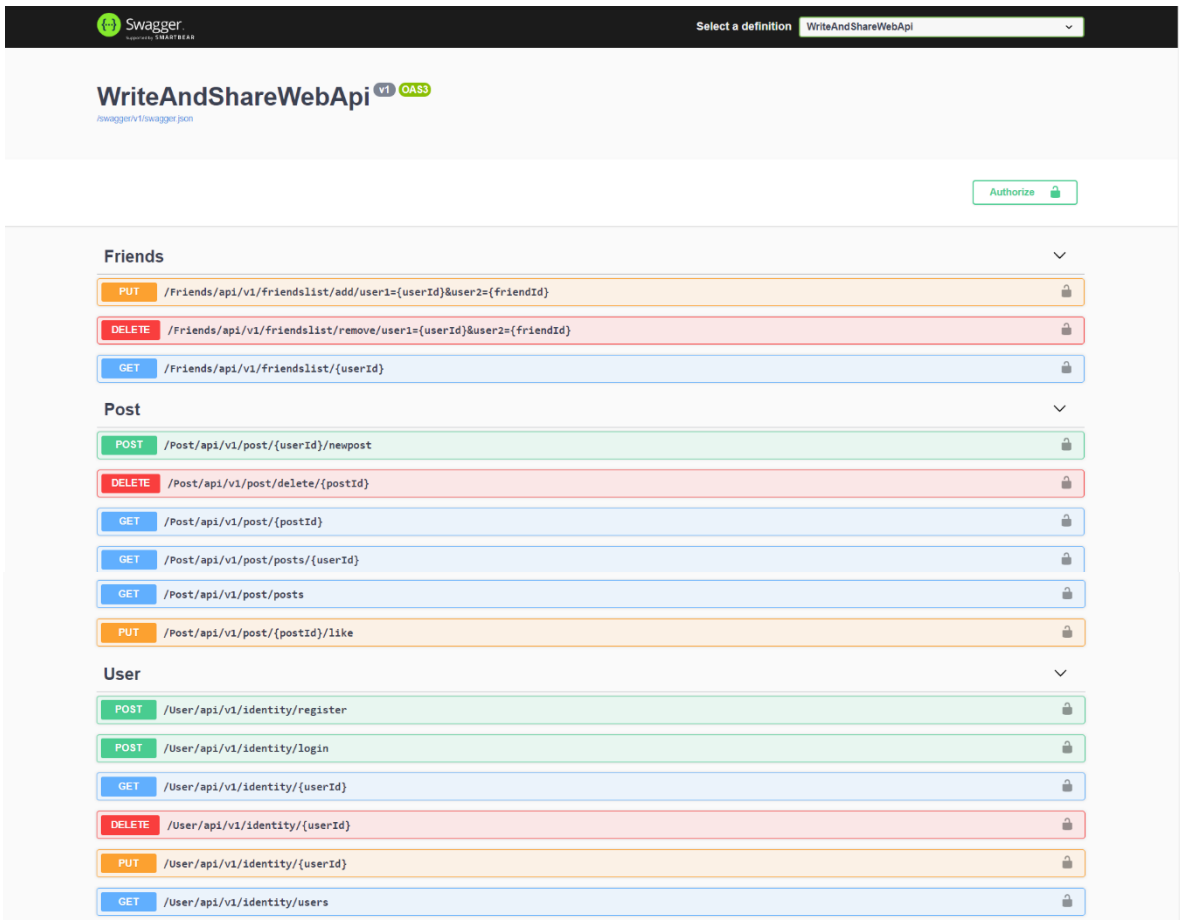 Swagger.
Supported by SMARTBEAR
Select a definition WriteAndShareWebApi
WriteAndShareWebApi v1 OAS3
/swagger/v1/swagger.json
Authorize
Friends
PUT /Friends/api/v1/friendslist/add/user1={userId}&user2={friendId}
DELETE /Friends/api/v1/friendslist/remove/user1={userId}&user2={friendId}
GET /Friends/api/v1/friendslist/{userId}
Post
POST /Post/api/v1/post/{userId}/newpost
DELETE /Post/api/v1/post/delete/{postId}
GET /Post/api/v1/post/{postId}
GET /Post/api/v1/post/posts/{userId}
GET /Post/api/v1/post/posts
PUT /Post/api/v1/post/{postId}/like
User
POST /User/api/v1/identity/register
POST /User/api/v1/identity/login
GET /User/api/v1/identity/{userId}
DELETE /User/api/v1/identity/{userId}
PUT /User/api/v1/identity/{userId}
GET /User/api/v1/identity/users